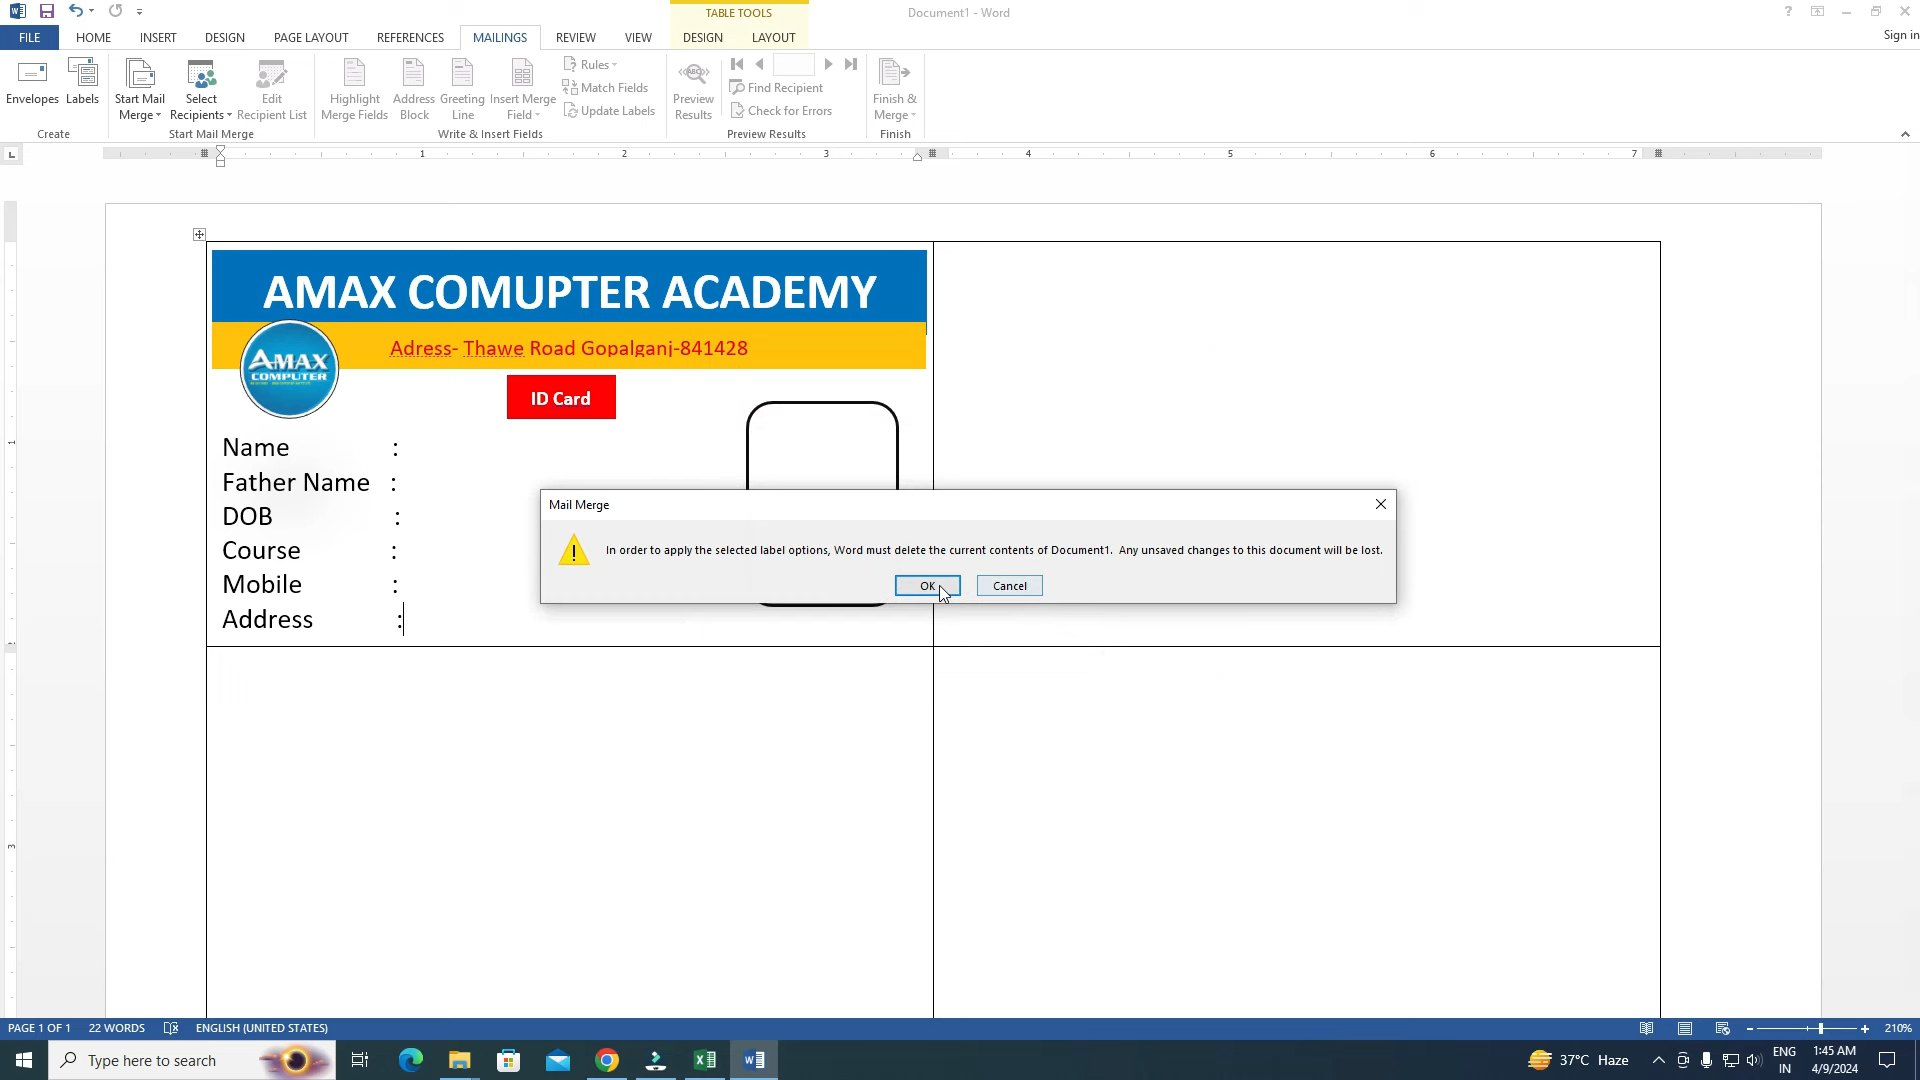 TABLE TOOLS
Document1 - Word
Sign in
FILE HOME INSERT DESIGN PAGE LAYOUT REFERENCES MAILINGS REVIEW VIEW DESIGN LAYOUT
Envelopes
Labels
Create
Start Mail
Merge
Select
Recipients
Edit
Recipient List
Start Mail Merge
Highlight
Merge Fields
Address
Block
Greeting
Line
Insert Merge
Field
Rules
Match Fields
Update Labels
Write & Insert Fields
Preview
Results
Find Recipient
Check for Errors
Preview Results
Finish &
Merge
Finish
1 2 3 4 5 6 7
AMAX COMUPTER ACADEMY
Adress- Thawe Road Gopalganj-841428
AMAX
COMPUTER
ID Card
Name :
Father Name :
DOB :
Course :
Mobile :
Address :
Mail Merge
In order to apply the selected label options, Word must delete the current contents of Document1. Any unsaved changes to this document will be lost.
OK
Cancel
PAGE 1 OF 1 22 WORDS ENGLISH (UNITED STATES)
210%
Type here to search
37°C Haze
ENG
IN
1:45 AM
4/9/2024